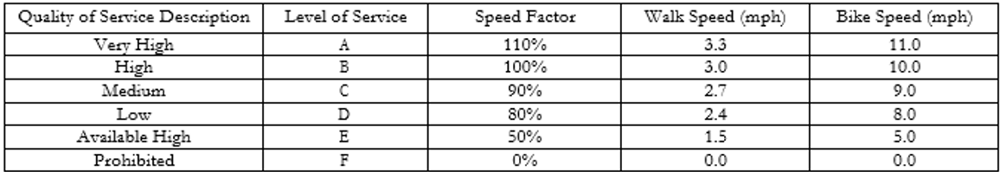 Quality of Service Description Level of Service Speed Factor Walk Speed (mph) Bike Speed (mph)
Very High A 110% 3.3 11.0
High B 100% 3.0 10.0
Medium C 90% 2.7 9.0
Low D 80% 2.4 8.0
Available High E 50% 1.5 5.0
Prohibited F 0% 0.0 0.0